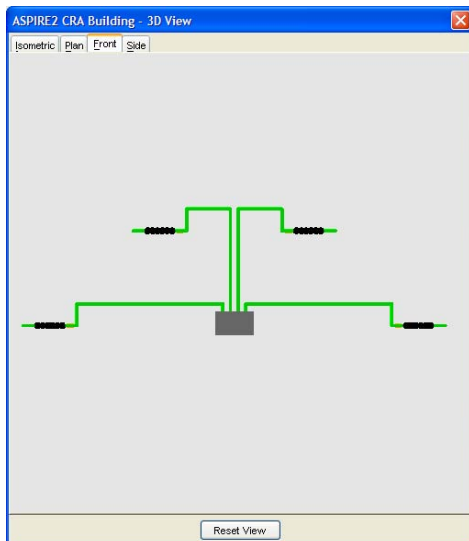 ASPIRE2 CRA Building - 3D View
Isometric Plan Front Side
Reset View